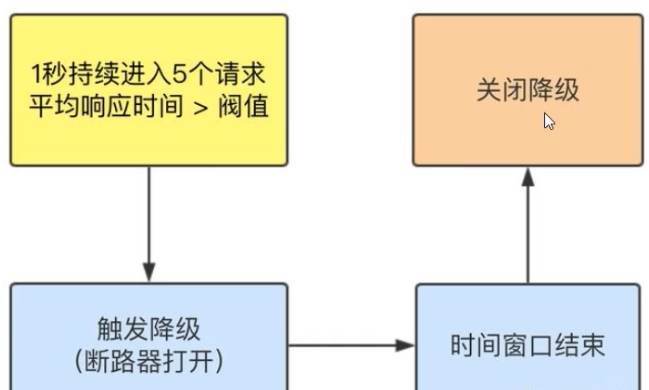 1秒持续进入5个请求
平均响应时间 > 阀值
关闭降级
触发降级
（断路器打开）
时间窗口结束